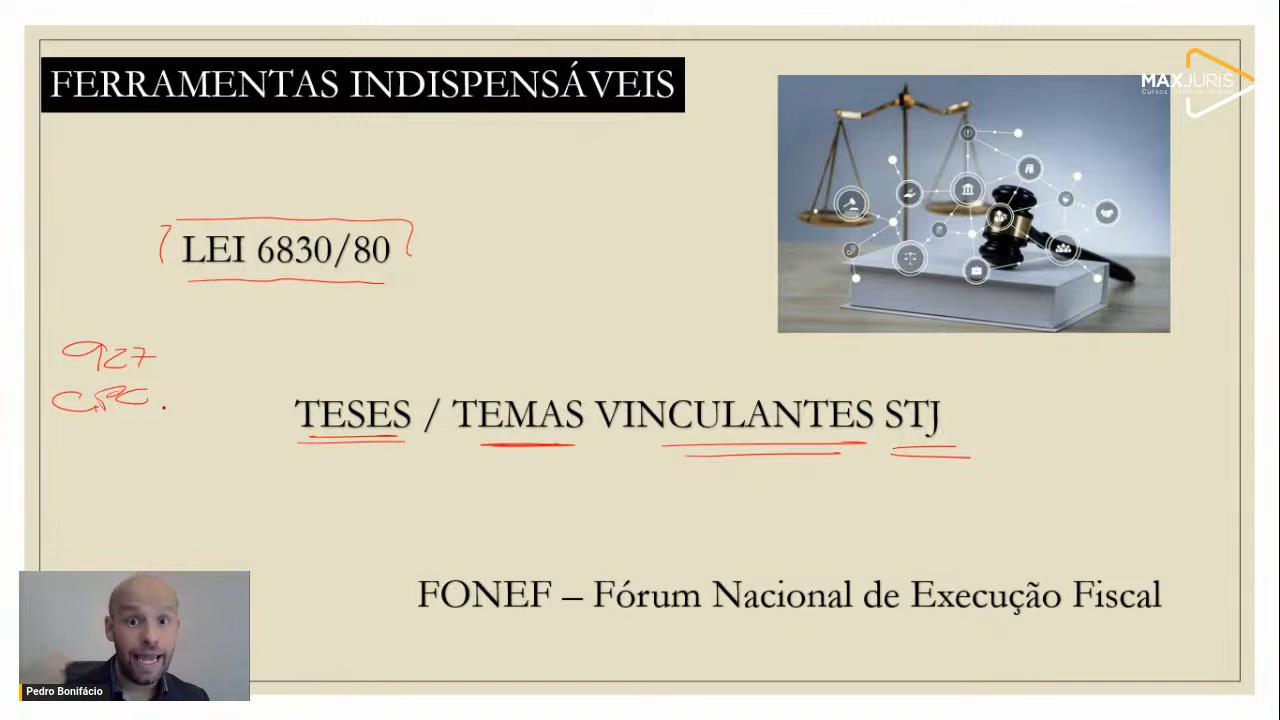 FERRAMENTAS INDISPENSÁVEIS
MAXJURIS
LEI 6830/80
927
CPC.
TESES / TEMAS VINCULANTES STJ
FONEF – Fórum Nacional de Execução Fiscal
Pedro Bonifácio